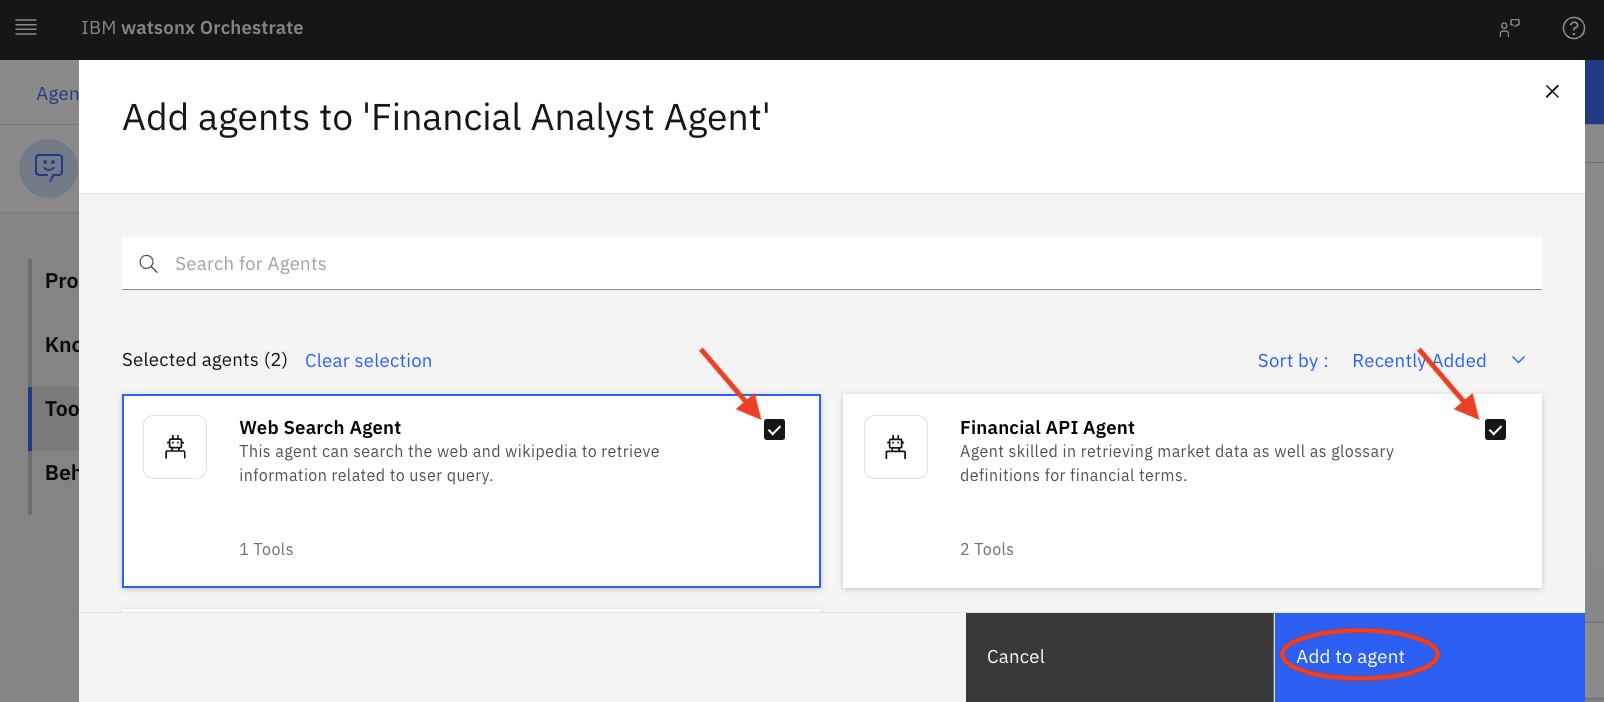 IBM watsonx Orchestrate
Agen
Add agents to 'Financial Analyst Agent'
Search for Agents
Pro
Kno
Too
Beh
Selected agents (2) Clear selection
Sort by : Recently Added
Web Search Agent
This agent can search the web and wikipedia to retrieve
information related to user query.
1 Tools
Financial API Agent
Agent skilled in retrieving market data as well as glossary
definitions for financial terms.
2 Tools
Cancel
Add to agent